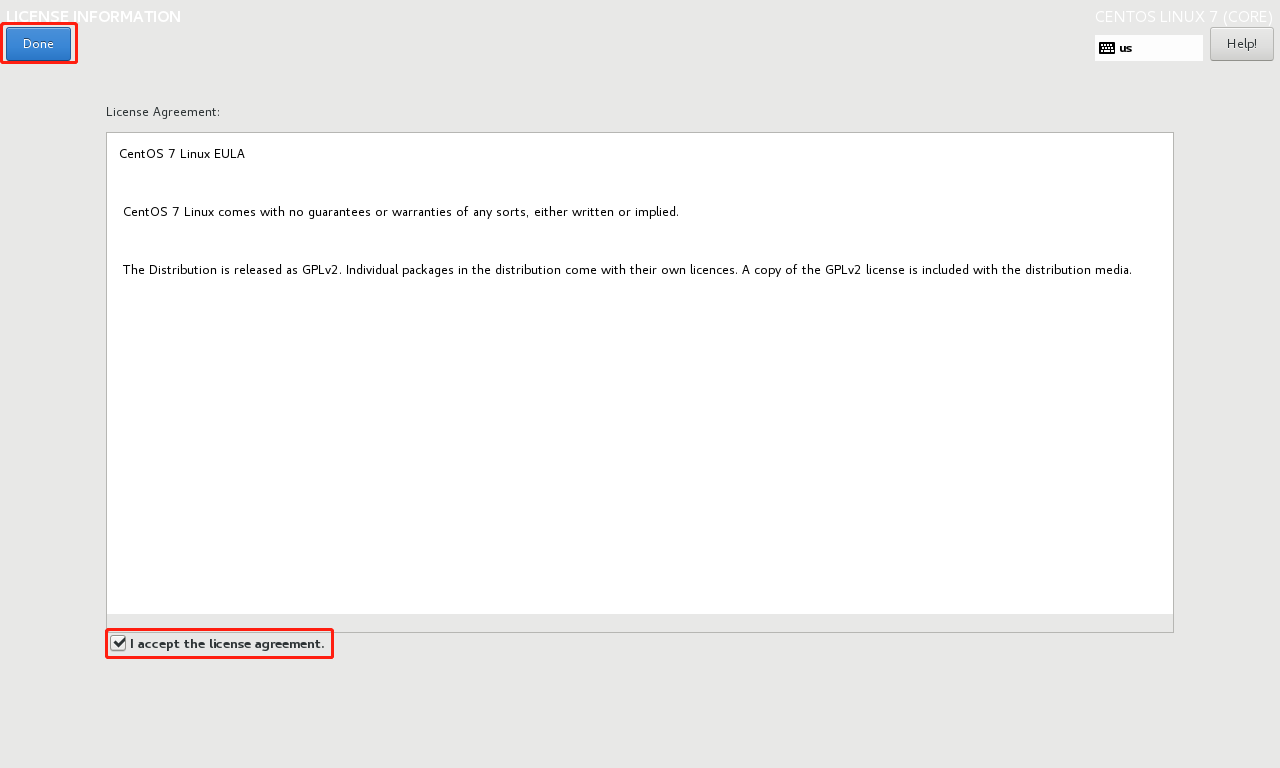 LICENSE INFORMATION
CENTOS LINUX 7 (CORE)
Done
us
Help!
License Agreement:
CentOS 7 Linux EULA
CentOS 7 Linux comes with no guarantees or warranties of any sorts, either written or implied.
The Distribution is released as GPLv2. Individual packages in the distribution come with their own licences. A copy of the GPLv2 license is included with the distribution media.
I accept the license agreement.